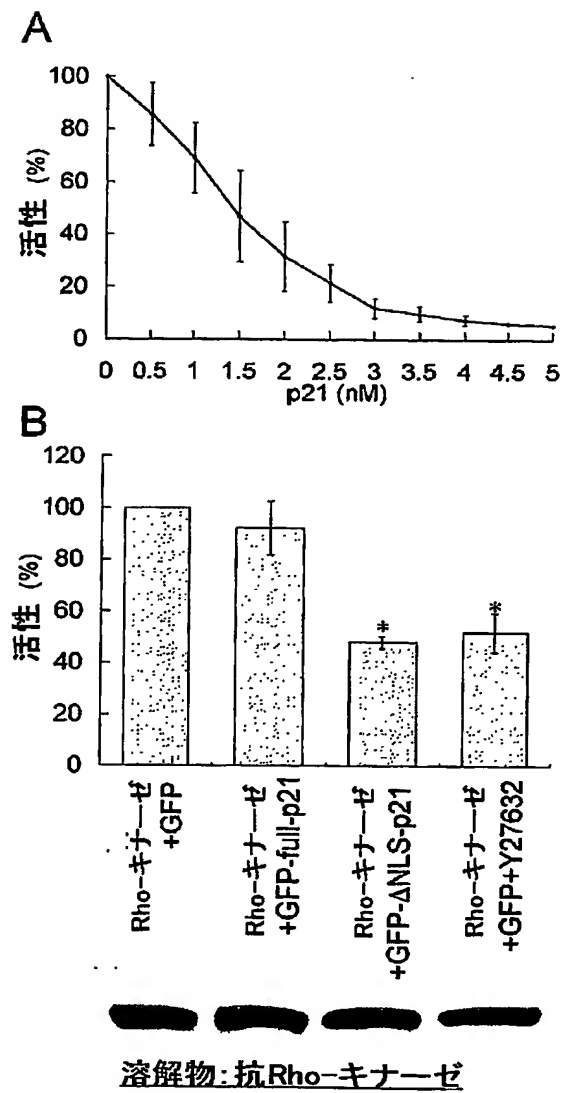 A
活性 (%)
100
80
60
40
20
0
0 0.5 1 1.5 2 2.5 3 3.5 4 4.5 5
p21 (nM)
B
活性 (%)
120
100
80
60
40
20
0
*
*
Rho-キナーゼ
+GFP
Rho-キナーゼ
+GFP-full-p21
Rho-キナーゼ
+GFP-ΔNLS-p21
Rho-キナーゼ
+GFP+Y27632
溶解物:抗Rho-キナーゼ